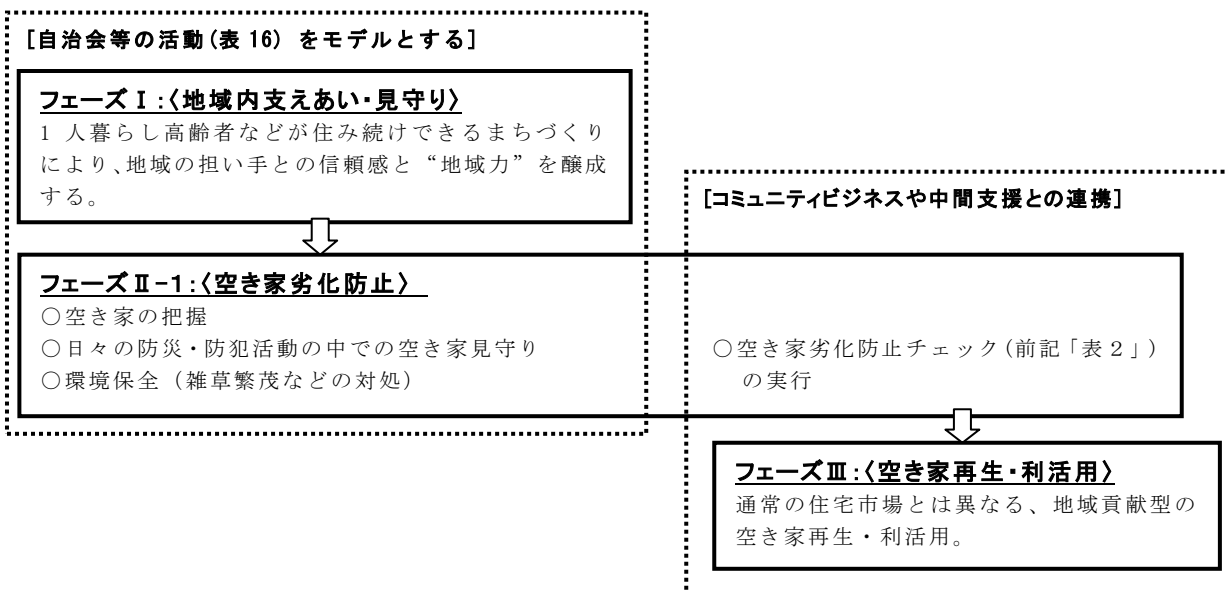 [自治会等の活動(表 16) をモデルとする]
フェーズⅠ:〈地域内支えあい・見守り〉
1 人暮らし高齢者などが住み続けできるまちづくり
により、地域の担い手との信頼感と“地域力”を醸成
する。
[コミュニティビジネスや中間支援との連携]
フェーズⅡ-1:〈空き家劣化防止〉
○空き家の把握
○日々の防災・防犯活動の中での空き家見守り
○環境保全（雑草繁茂などの対処）
○空き家劣化防止チェック(前記「表２」)
の実行
フェーズⅢ:〈空き家再生・利活用〉
通常の住宅市場とは異なる、地域貢献型の
空き家再生・利活用。